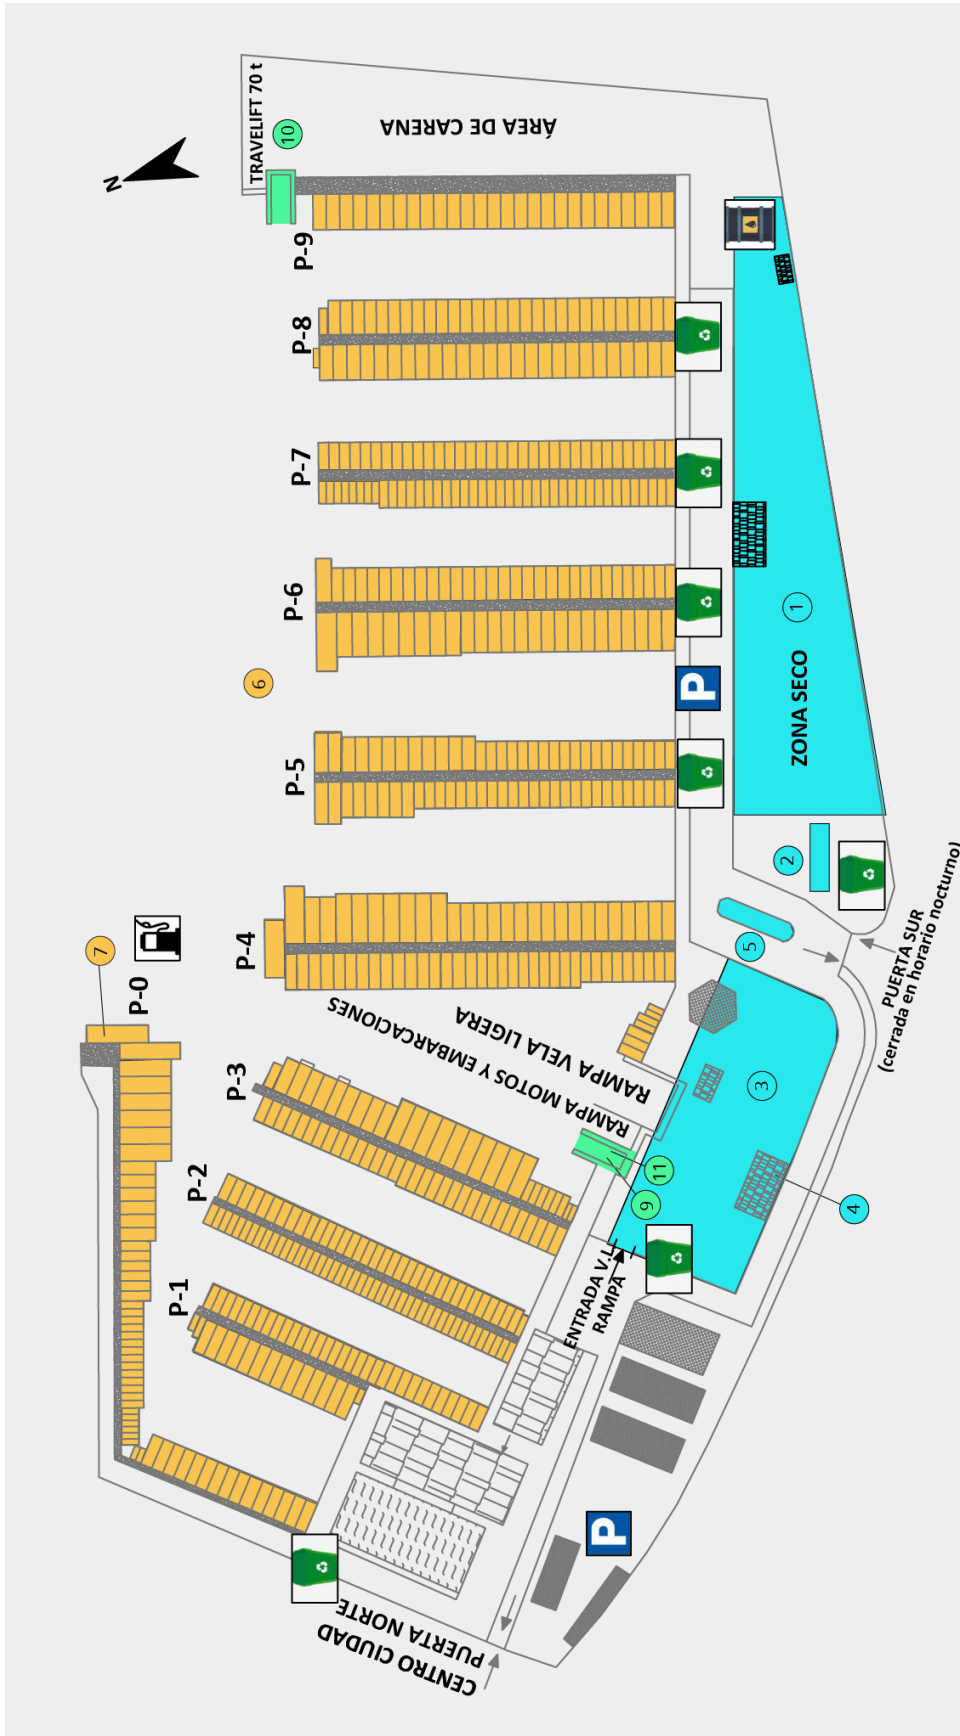 TRAVELIFT 70 t
10
ÁREA DE CARENA
N
P-9
P-8
P-7
P-6
6
P-5
P-4
1
ZONA SECO
2
5
PUERTA SUR
(cerrada en horario nocturno)
7
P-0
RAMPA VELA LIGERA
RAMPA MOTOS Y EMBARCACIONES
P-3
P-2
P-1
3
4
11
9
ENTRADA V.L.
RAMPA
P
P
CENTRO CIUDAD
PUERTA NORTE